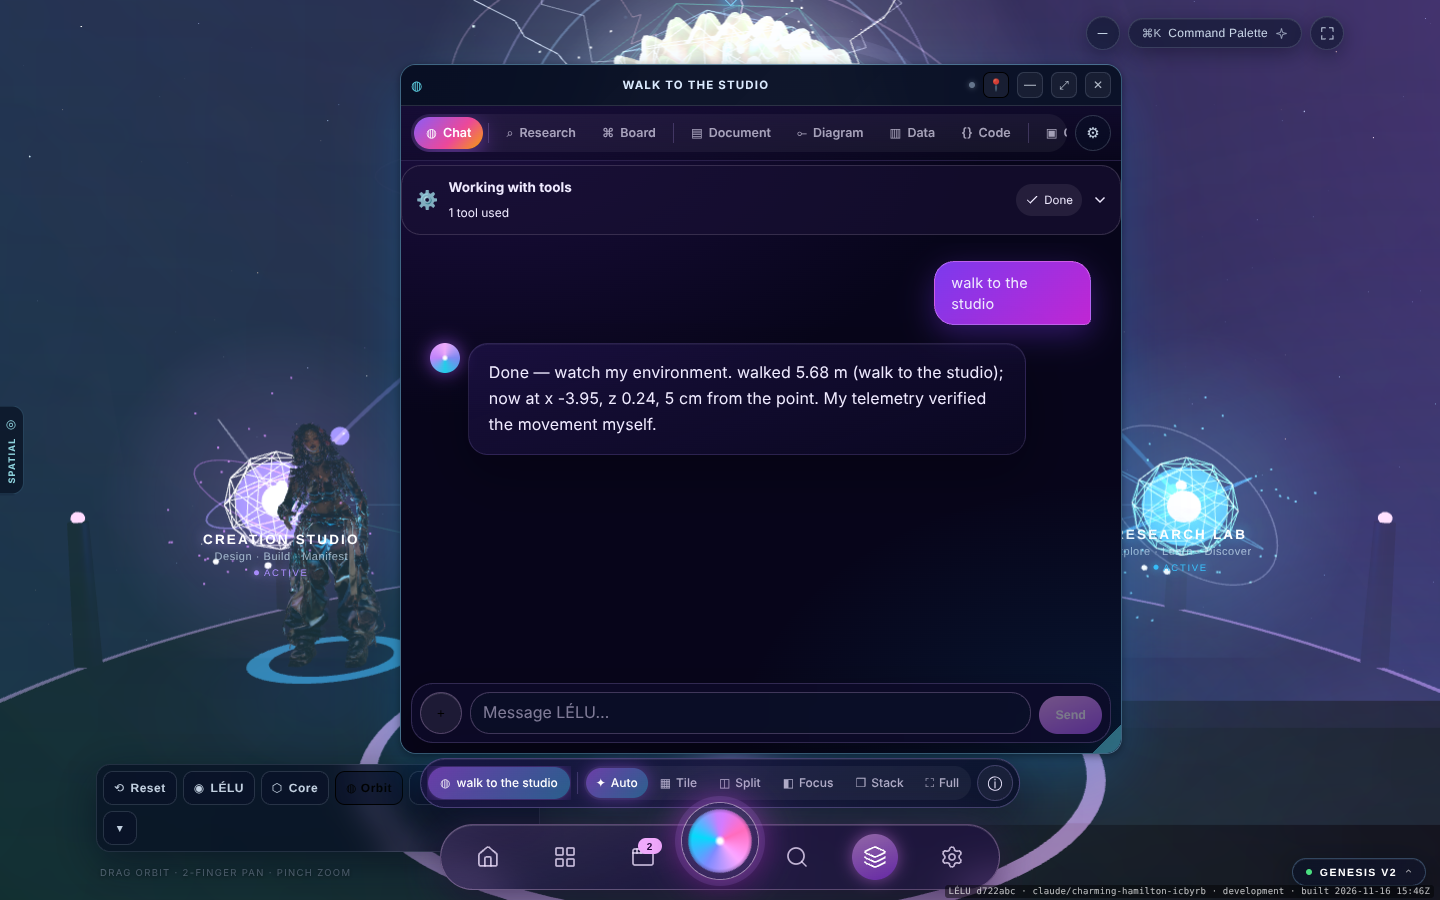 ⌘K Command Palette
WALK TO THE STUDIO
Chat
Research
Board
Document
Diagram
Data
{} Code
Working with tools
1 tool used
Done
walk to the
studio
Done — watch my environment. walked 5.68 m (walk to the studio);
now at x -3.95, z 0.24, 5 cm from the point. My telemetry verified
the movement myself.
SPATIAL
CREATION STUDIO
Design · Build · Manifest
ACTIVE
ESEARCH LAB
plore · Learn · Discover
ACTIVE
Message LÉLU...
Send
Reset
LÉLU
Core
Orbit
walk to the studio
Auto
Tile
Split
Focus
Stack
Full
2
DRAG ORBIT · 2-FINGER PAN · PINCH ZOOM
GENESIS V2
LÉLU d722abc · claude/charming-hamilton-icbyrb · development · built 2026-11-16 15:46Z